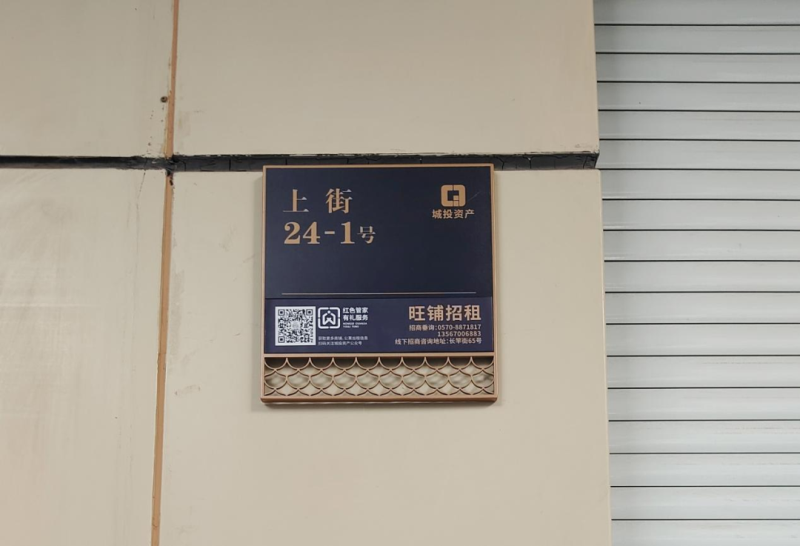 上街
24-1号
城投资产
红色管家
有礼服务
旺铺招租
招商垂询:0570-8871817
13567006883
线下招商咨询地址:长竿街65号